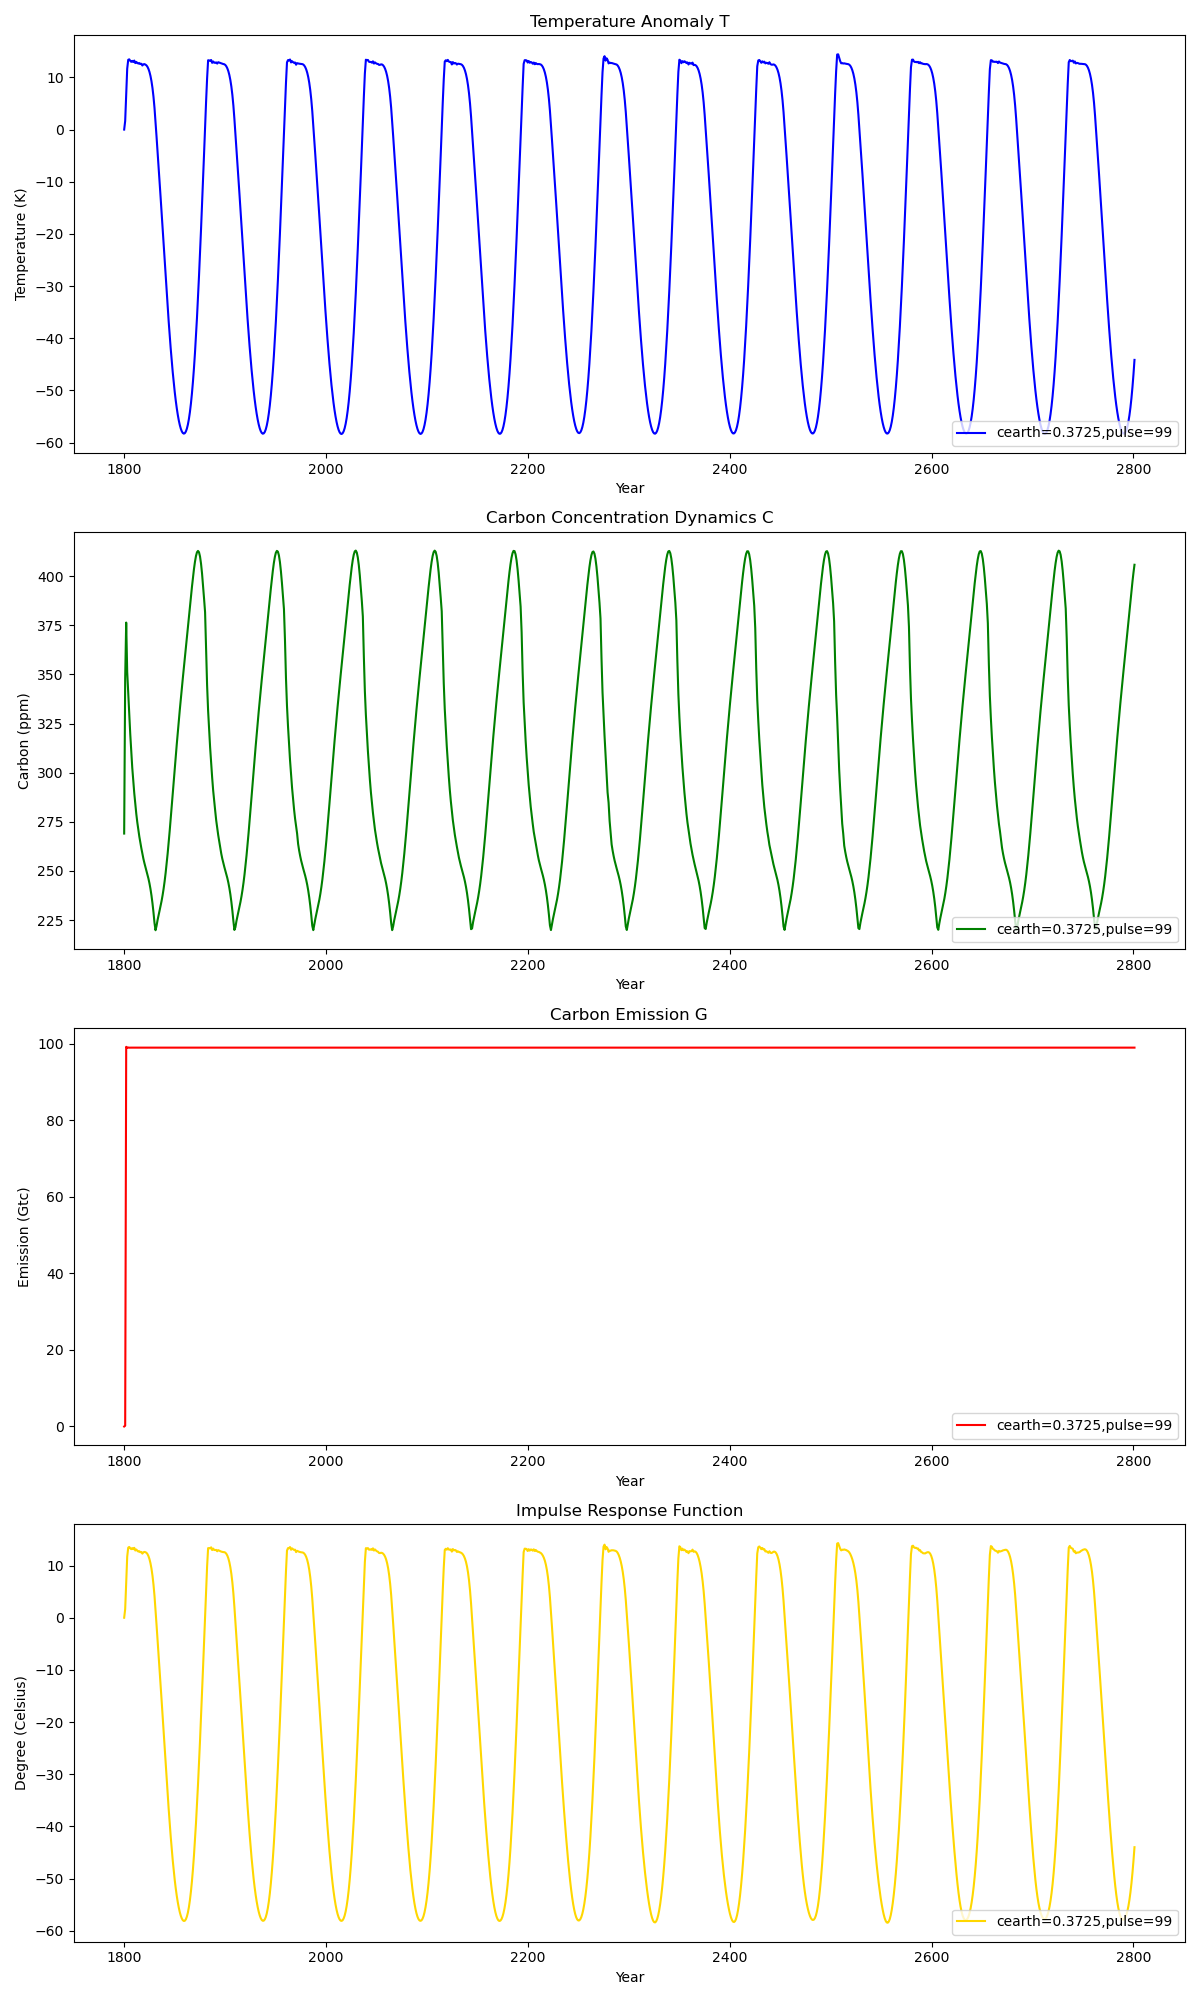 Temperature Anomaly T
10
0
−10
−20
−30
−40
−50
−60
Temperature (K)
cearth=0.3725,pulse=99
1800 2000 2200 2400 2600 2800
Year
Carbon Concentration Dynamics C
400
375
350
325
300
275
250
225
Carbon (ppm)
cearth=0.3725,pulse=99
1800 2000 2200 2400 2600 2800
Year
Carbon Emission G
100
80
60
40
20
0
Emission (Gtc)
cearth=0.3725,pulse=99
1800 2000 2200 2400 2600 2800
Year
Impulse Response Function
10
0
−10
−20
−30
−40
−50
−60
Degree (Celsius)
cearth=0.3725,pulse=99
1800 2000 2200 2400 2600 2800
Year